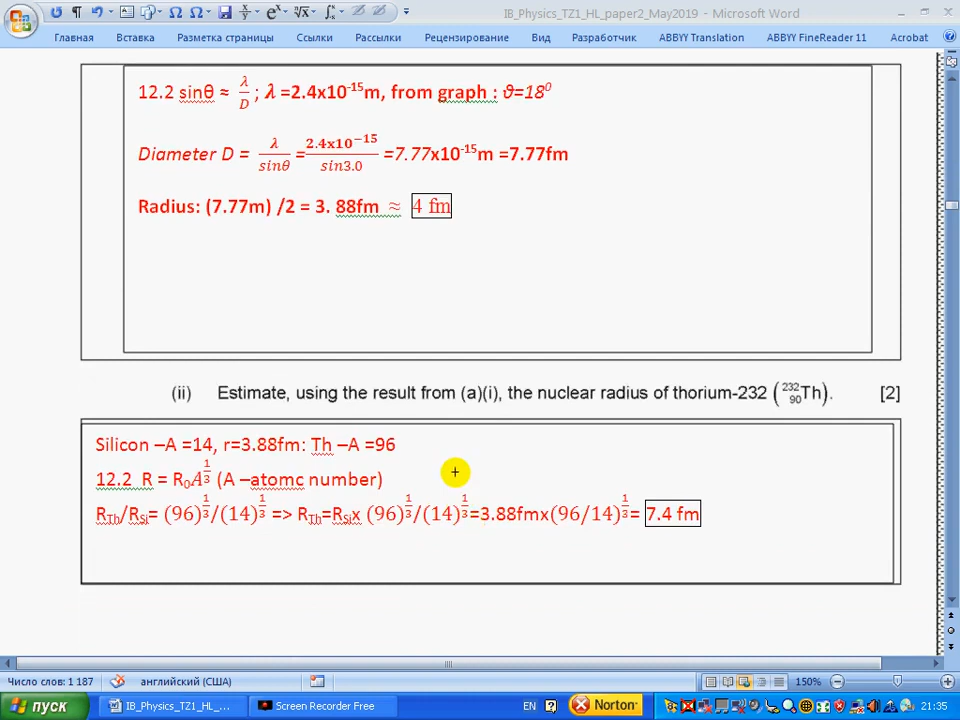 IB_Physics_TZ1_HL_paper2_May2019 - Microsoft Word
Главная Вставка Разметка страницы Ссылки Рассылки Рецензирование Вид Разработчик ABBYY Translation ABBYY FineReader 11 Acrobat
12.2 sinθ ≈ λ/D ; λ =2.4x10⁻¹⁵m, from graph : ϑ=18⁰
Diameter D = λ/sinθ = 2.4x10⁻¹⁵/sin3.0 =7.77x10⁻¹⁵m =7.77fm
Radius: (7.77m) /2 = 3. 88fm ≈ 4 fm
(ii) Estimate, using the result from (a)(i), the nuclear radius of thorium-232 (²³²₉₀Th). [2]
Silicon –A =14, r=3.88fm: Th –A =96
12.2 R = R₀A^(1/3) (A –atomc number)
R_Th/R_Si= (96)^(1/3)/(14)^(1/3) => R_Th=R_Six (96)^(1/3)/(14)^(1/3)=3.88fmx(96/14)^(1/3)= 7.4 fm
Число слов: 1 187 английский (США) 150%
пуск IB_Physics_TZ1_HL_... Screen Recorder Free EN Norton 21:35